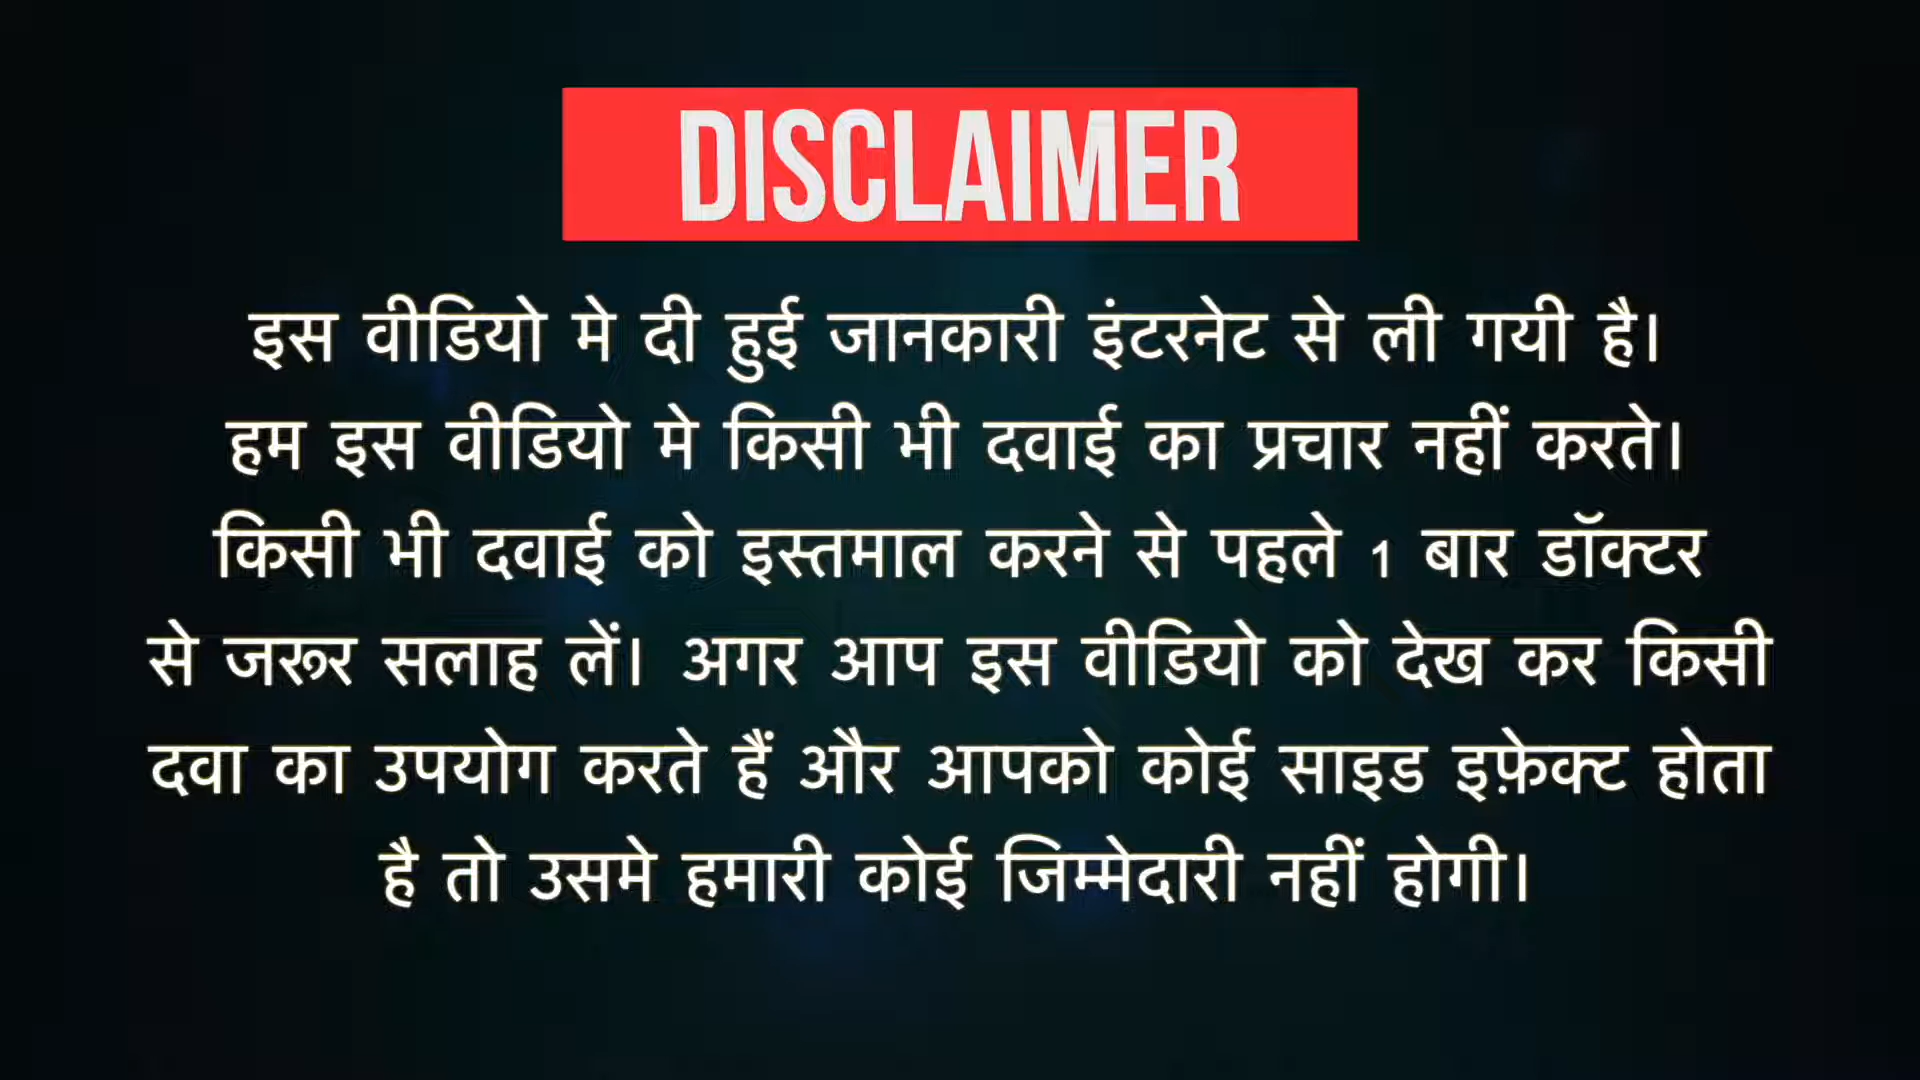 DISCLAIMER
इस वीडियो मे दी हुई जानकारी इंटरनेट से ली गयी है।
हम इस वीडियो मे किसी भी दवाई का प्रचार नहीं करते।
किसी भी दवाई को इस्तमाल करने से पहले 1 बार डॉक्टर
से जरूर सलाह लें। अगर आप इस वीडियो को देख कर किसी
दवा का उपयोग करते हैं और आपको कोई साइड इफ़ेक्ट होता
है तो उसमे हमारी कोई जिम्मेदारी नहीं होगी।